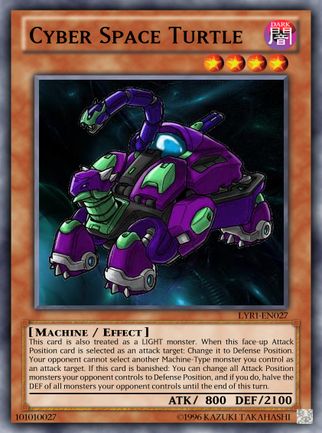 CYBER SPACE TURTLE
DARK
闇
LYR1-EN027
[ MACHINE / EFFECT ]
This card is also treated as a LIGHT monster. When this face-up Attack
Position card is selected as an attack target: Change it to Defense Position.
Your opponent cannot select another Machine-Type monster you control as
an attack target. If this card is banished: You can change all Attack Position
monsters your opponent controls to Defense Position, and if you do, halve the
DEF of all monsters your opponent controls until the end of this turn.
ATK/ 800 DEF/2100
101010027
©1996 KAZUKI TAKAHASHI